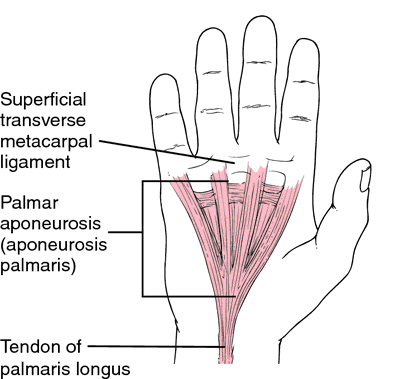 Superficial
transverse
metacarpal
ligament
Palmar
aponeurosis
(aponeurosis
palmaris)
Tendon of
palmaris longus